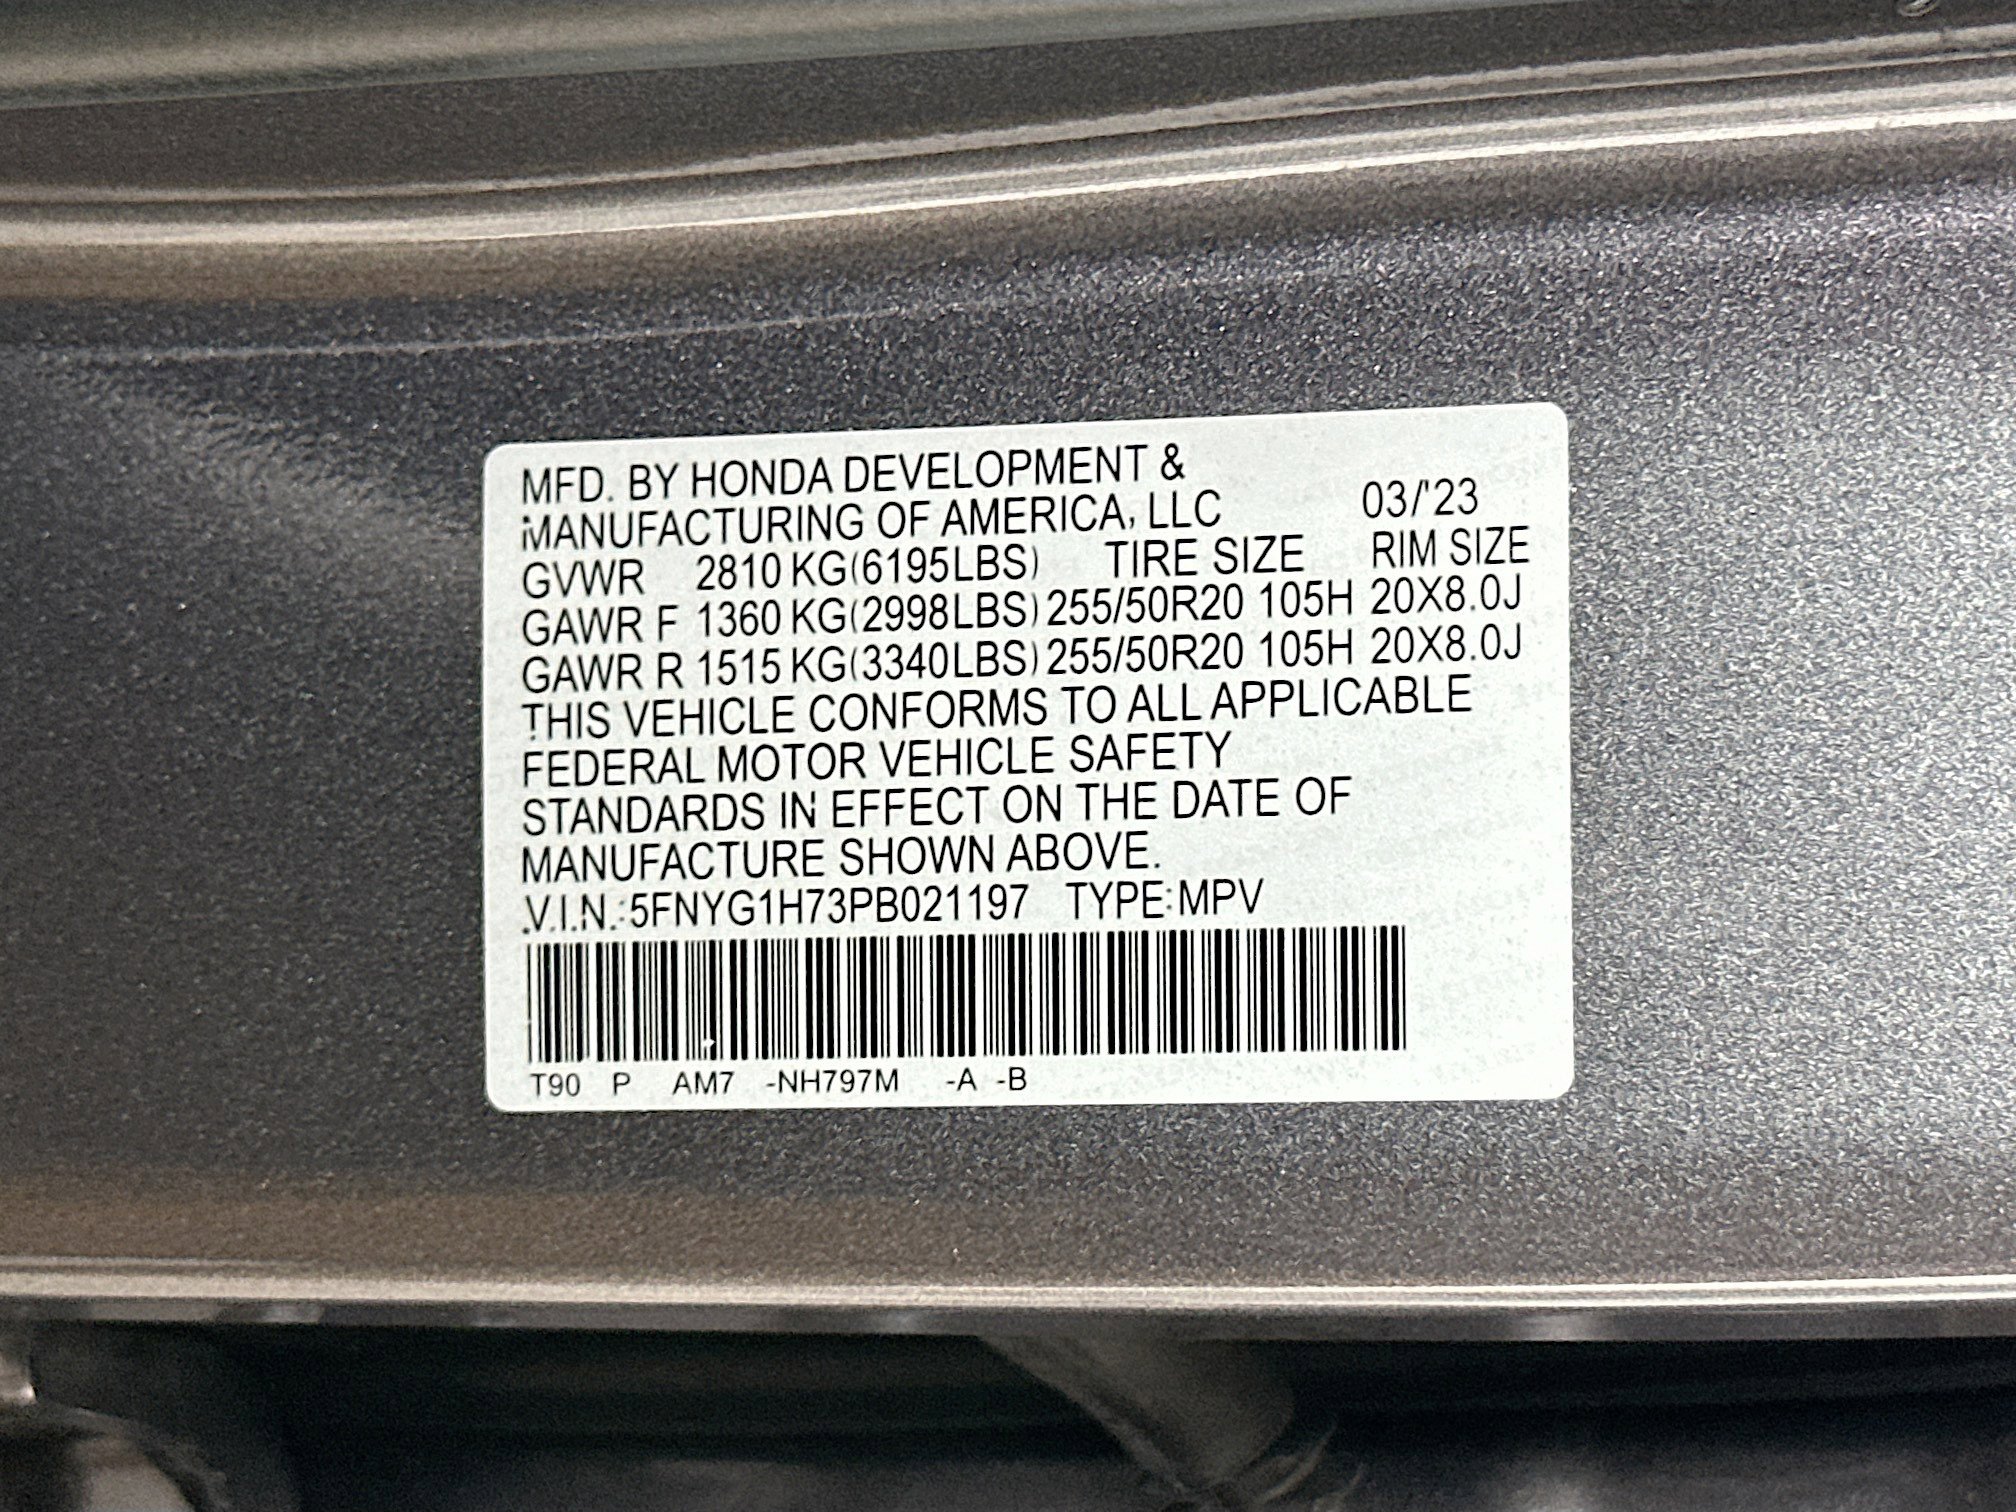 MFD. BY HONDA DEVELOPMENT &
MANUFACTURING OF AMERICA, LLC 03/'23
GVWR 2810 KG(6195LBS) TIRE SIZE RIM SIZE
GAWR F 1360 KG(2998LBS) 255/50R20 105H 20X8.0J
GAWR R 1515 KG(3340LBS) 255/50R20 105H 20X8.0J
THIS VEHICLE CONFORMS TO ALL APPLICABLE
FEDERAL MOTOR VEHICLE SAFETY
STANDARDS IN EFFECT ON THE DATE OF
MANUFACTURE SHOWN ABOVE.
V.I.N.:5FNYG1H73PB021197 TYPE:MPV
T90 P AM7 -NH797M -A -B